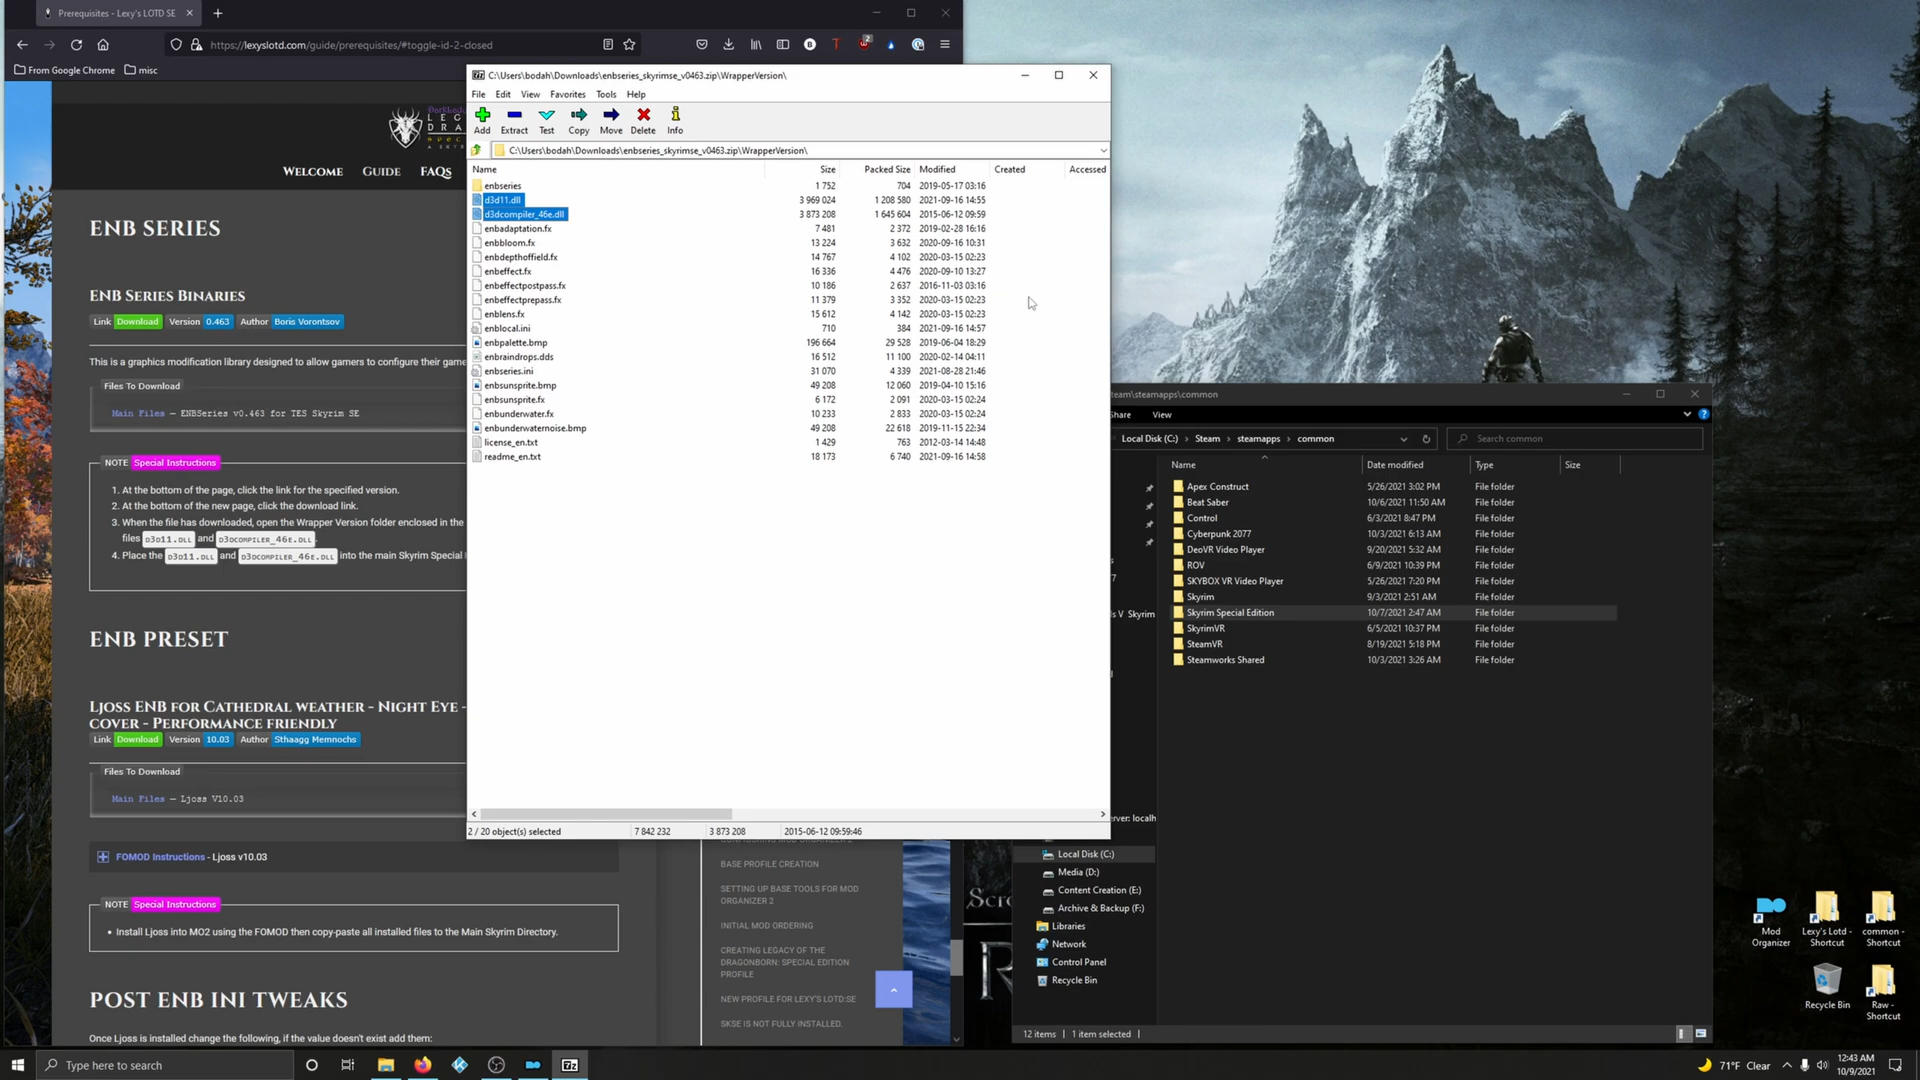 Prerequisites - Lexy's LOTD SE
https://lexyslotd.com/guide/prerequisites/#toggle-id-2-closed
2
From Google Chrome
misc
LEG
DRA
Welcome
Guide
FAQs
ENB Series
ENB Series Binaries
Link Download Version 0.463 Author Boris Vorontsov
This is a graphics modification library designed to allow gamers to configure their game
Files To Download
Main Files – ENBSeries v0.463 for TES Skyrim SE
NOTE Special Instructions
1. At the bottom of the page, click the link for the specified version.
2. At the bottom of the new page, click the download link.
3. When the file has downloaded, open the Wrapper Version folder enclosed in the
files d3d11.dll and d3dcompiler_46e.dll
4. Place the d3d11.dll and d3dcompiler_46e.dll into the main Skyrim Special
ENB Preset
Ljoss ENB for Cathedral weather - Night Eye -
cover - Performance friendly
Link Download Version 10.03 Author Sthaagg Memnochs
Files To Download
Main Files – Ljoss V10.03
FOMOD Instructions - Ljoss v10.03
NOTE Special Instructions
Install Ljoss into MO2 using the FOMOD then copy-paste all installed files to the Main Skyrim Directory.
Post ENB INI Tweaks
Once Ljoss is installed change the following, if the value doesn't exist add them:
BASE PROFILE CREATION
SETTING UP BASE TOOLS FOR MOD
ORGANIZER 2
INITIAL MOD ORDERING
CREATING LEGACY OF THE
DRAGONBORN: SPECIAL EDITION
PROFILE
NEW PROFILE FOR LEXY'S LOTD:SE
SKSE IS NOT FULLY INSTALLED.
C:\Users\bodah\Downloads\enbseries_skyrimse_v0463.zip\WrapperVersion\
File Edit View Favorites Tools Help
Add Extract Test Copy Move Delete Info
C:\Users\bodah\Downloads\enbseries_skyrimse_v0463.zip\WrapperVersion\
Name Size Packed Size Modified Created Accessed
enbseries 1 752 704 2019-05-17 03:16
d3d11.dll 3 969 024 1 208 580 2021-09-16 14:55
d3dcompiler_46e.dll 3 873 208 1 645 604 2015-06-12 09:59
enbadaptation.fx 7 481 2 372 2019-02-28 16:16
enbbloom.fx 13 224 3 632 2020-09-16 10:31
enbdepthoffield.fx 14 767 4 102 2020-03-15 02:23
enbeffect.fx 16 336 4 476 2020-09-10 13:27
enbeffectpostpass.fx 10 186 2 637 2016-11-03 03:16
enbeffectprepass.fx 11 379 3 352 2020-03-15 02:23
enblens.fx 15 612 4 142 2020-03-15 02:23
enblocal.ini 710 384 2021-09-16 14:57
enbpalette.bmp 196 664 29 528 2019-06-04 18:29
enbraindrops.dds 16 512 11 100 2020-02-14 04:11
enbseries.ini 31 070 4 339 2021-08-28 21:46
enbsunsprite.bmp 49 208 12 060 2019-04-10 15:16
enbsunsprite.fx 6 172 2 091 2020-03-15 02:24
enbunderwater.fx 10 233 2 833 2020-03-15 02:24
enbunderwaternoise.bmp 49 208 22 618 2019-11-15 22:34
license_en.txt 1 429 763 2012-03-14 14:48
readme_en.txt 18 173 6 740 2021-09-16 14:58
2 / 20 object(s) selected 7 842 232 3 873 208 2015-06-12 09:59:46
team\steamapps\common
hare View
Local Disk (C:) Steam steamapps common
Search common
Name Date modified Type Size
Apex Construct 5/26/2021 3:02 PM File folder
Beat Saber 10/6/2021 11:50 AM File folder
Control 6/3/2021 8:47 PM File folder
Cyberpunk 2077 10/3/2021 6:13 AM File folder
DeoVR Video Player 9/20/2021 5:32 AM File folder
ROV 6/9/2021 10:39 PM File folder
SKYBOX VR Video Player 5/26/2021 7:20 PM File folder
Skyrim 9/3/2021 2:51 AM File folder
Skyrim Special Edition 10/7/2021 2:47 AM File folder
SkyrimVR 6/5/2021 10:37 PM File folder
SteamVR 8/19/2021 5:18 PM File folder
Steamworks Shared 10/3/2021 3:26 AM File folder
s V Skyrim
erver: localh
Local Disk (C:)
Media (D:)
Content Creation (E:)
Archive & Backup (F:)
Libraries
Network
Control Panel
Recycle Bin
12 items 1 item selected
Mod
Organizer
Lexy's Lotd -
Shortcut
common -
Shortcut
Recycle Bin
Raw -
Shortcut
Type here to search
71°F Clear
12:43 AM
10/9/2021